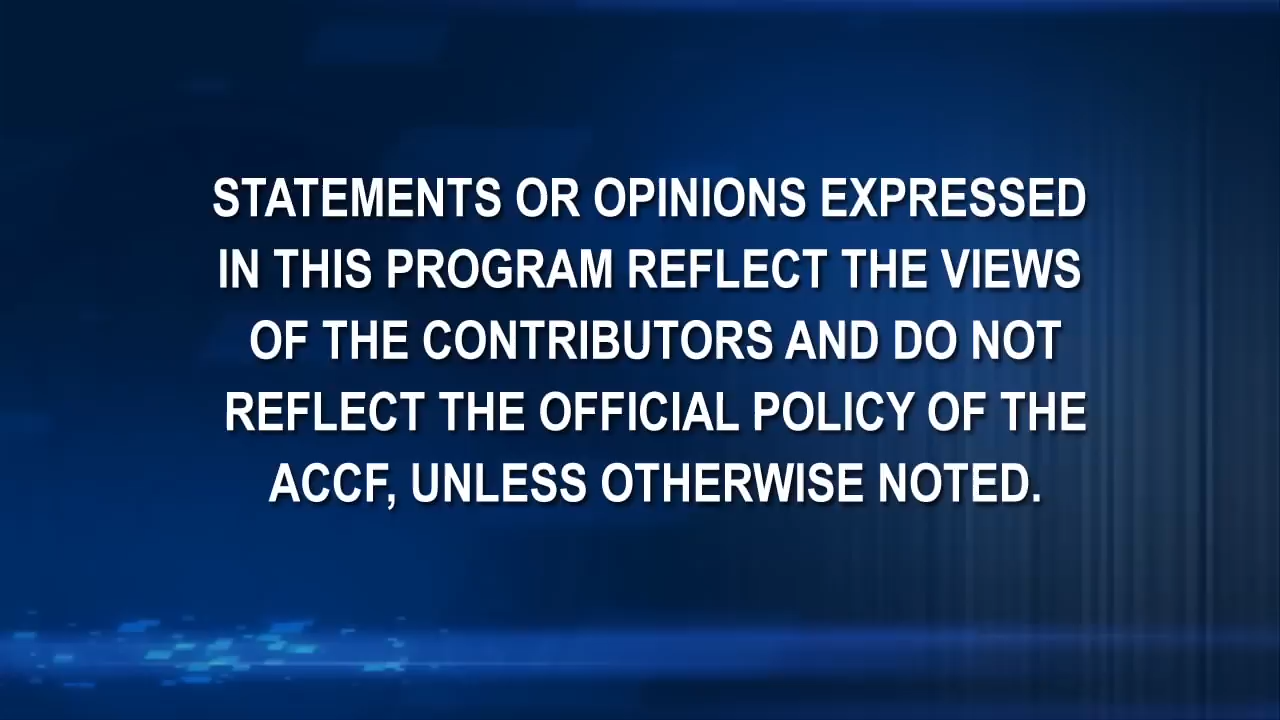 STATEMENTS OR OPINIONS EXPRESSED
IN THIS PROGRAM REFLECT THE VIEWS
OF THE CONTRIBUTORS AND DO NOT
REFLECT THE OFFICIAL POLICY OF THE
ACCF, UNLESS OTHERWISE NOTED.